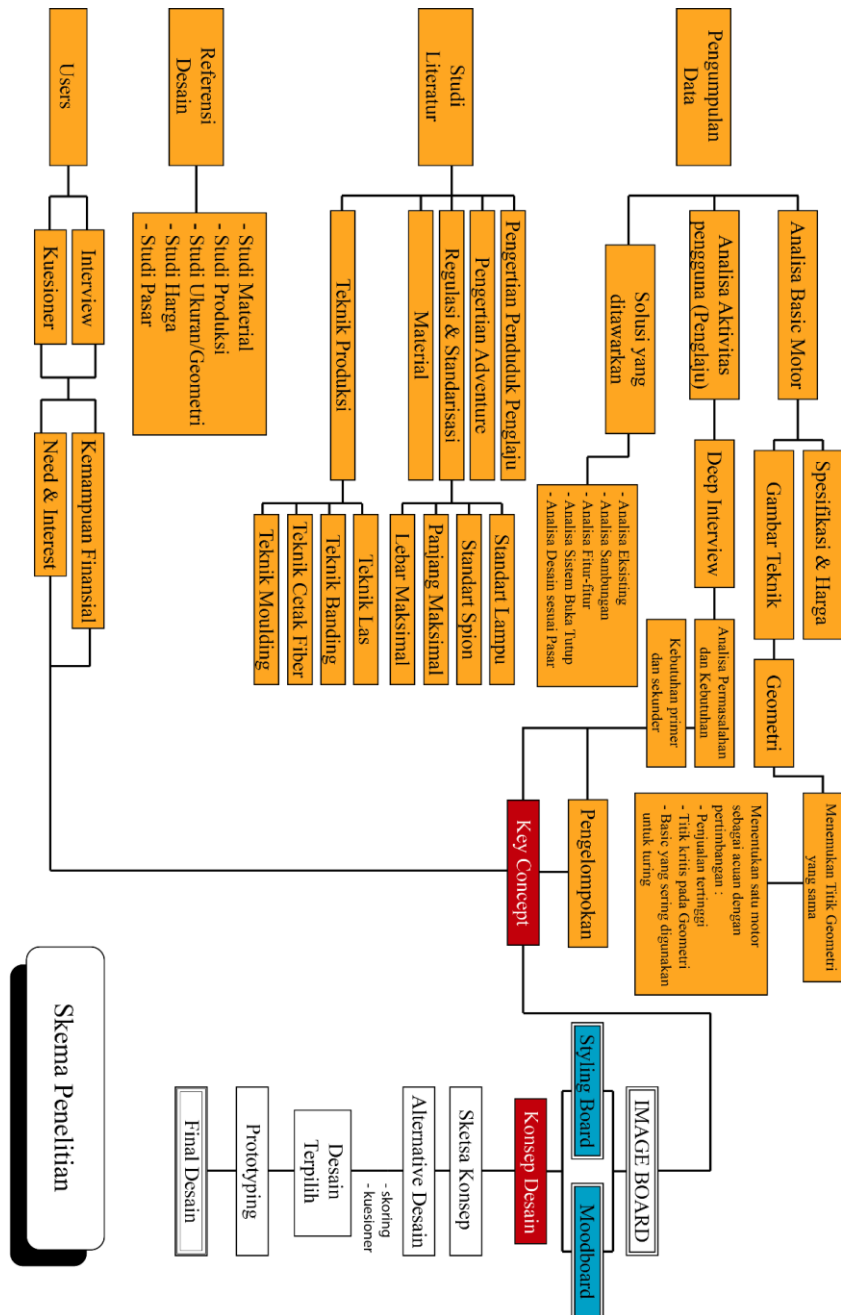 Pengumpulan
Data
Analisa Basic Motor
Spesifikasi & Harga
Gambar Teknik
Geometri
Menemukan Titik Geometri
yang sama
Menentukan satu motor
sebagai acuan dengan
pertimbangan :
- Penjualan tertinggi
- Titik kritis pada Geometri
- Basic yang sering digunakan
untuk turing
Analisa Aktivitas
pengguna (Penglaju)
Deep Interview
Analisa Permasalahan
dan Kebutuhan
Kebutuhan primer
dan sekunder
Solusi yang
ditawarkan
- Analisa Eksisting
- Analisa Sambungan
- Analisa Fitur-fitur
- Analisa Sistem Buka Tutup
- Analisa Desain sesuai Pasar
Pengelompokan
Key Concept
Studi
Literatur
Pengertian Penduduk Penglaju
Pengertian Adventure
Regulasi & Standarisasi
Material
Teknik Produksi
Standart Lampu
Standart Spion
Panjang Maksimal
Lebar Maksimal
Teknik Las
Teknik Banding
Teknik Cetak Fiber
Teknik Moulding
Referensi
Desain
- Studi Material
- Studi Produksi
- Studi Ukuran/Geometri
- Studi Harga
- Studi Pasar
Users
Interview
Kuesioner
Kemampuan Finansial
Need & Interest
IMAGE BOARD
Styling Board
Moodboard
Konsep Desain
Sketsa Konsep
Alternative Desain
- skoring
- kuesioner
Desain
Terpilih
Prototyping
Final Desain
Skema Penelitian